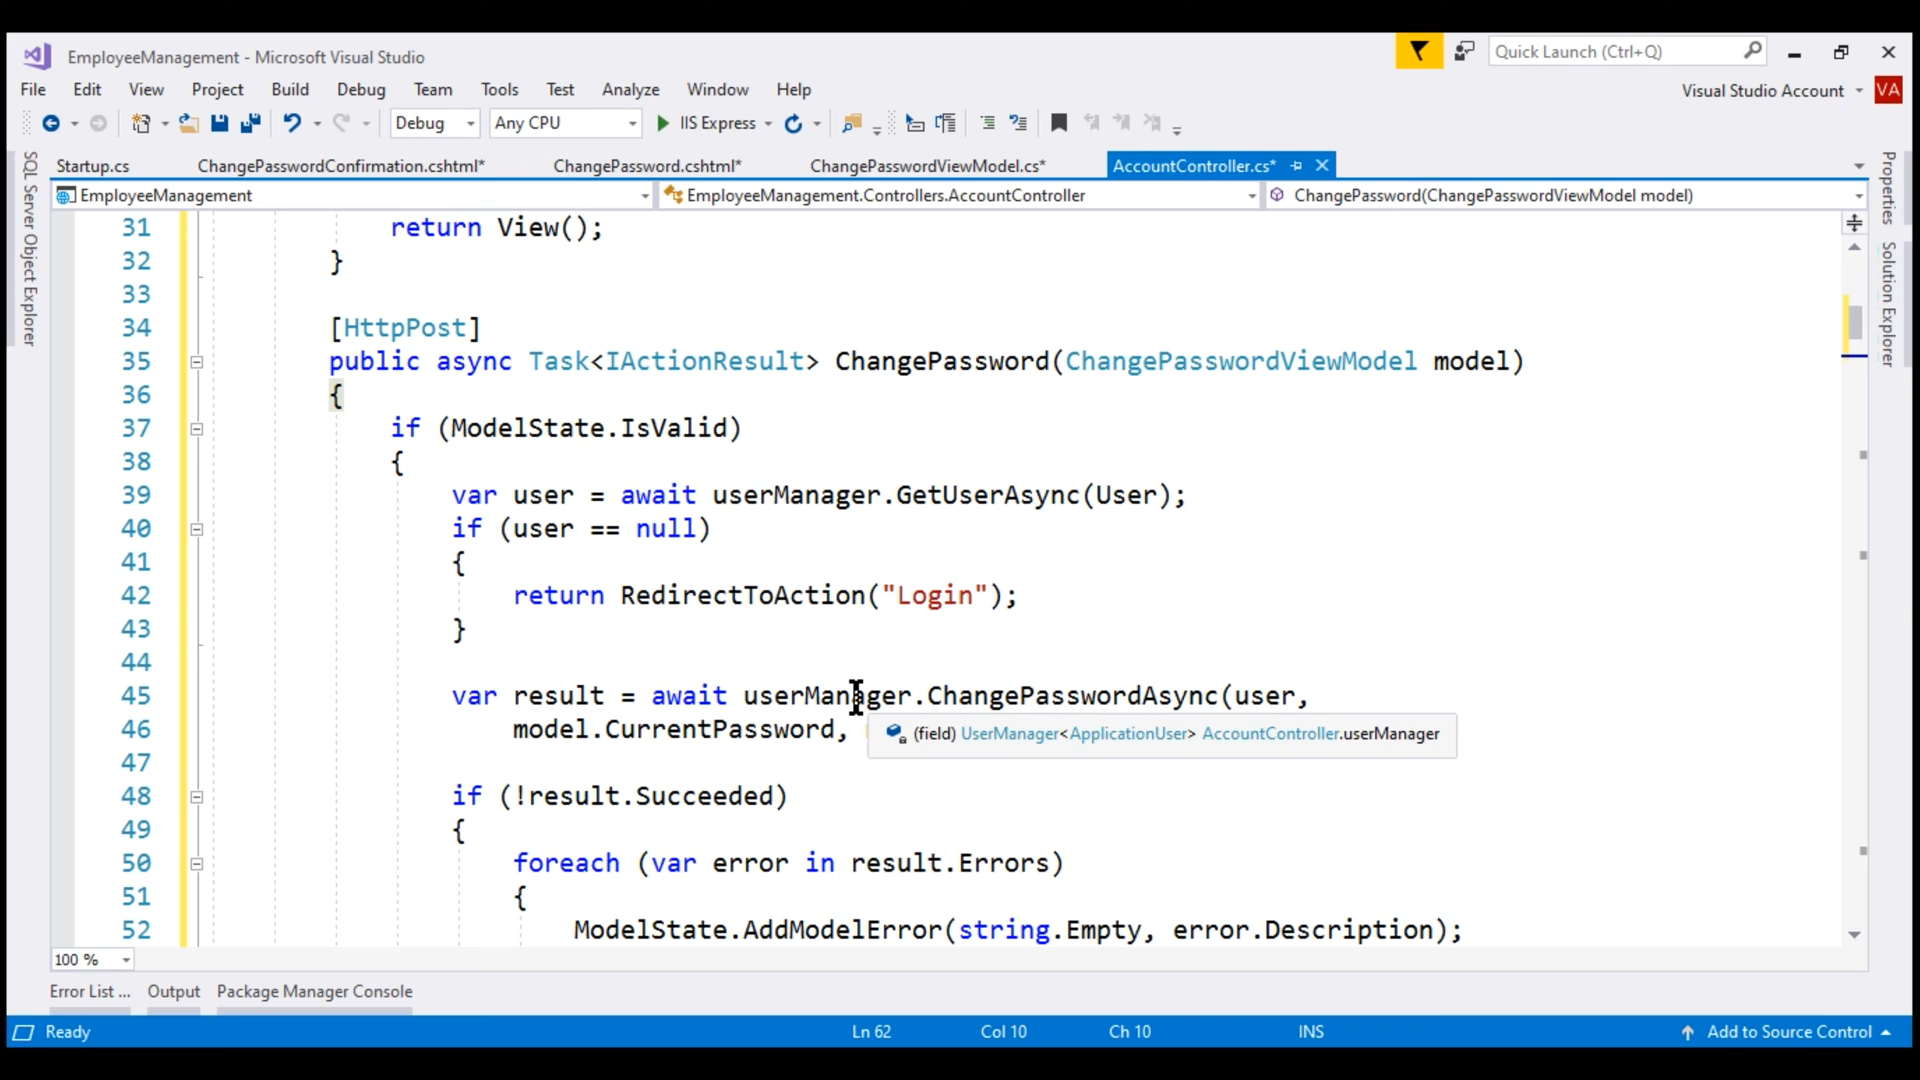 EmployeeManagement - Microsoft Visual Studio
Quick Launch (Ctrl+Q)
File Edit View Project Build Debug Team Tools Test Analyze Window Help
Visual Studio Account VA
Debug Any CPU IIS Express
Startup.cs ChangePasswordConfirmation.cshtml* ChangePassword.cshtml* ChangePasswordViewModel.cs* AccountController.cs*
EmployeeManagement EmployeeManagement.Controllers.AccountController ChangePassword(ChangePasswordViewModel model)
SQL Server Object Explorer
Properties
Solution Explorer
31 return View();
32 }
33
34 [HttpPost]
35 public async Task<IActionResult> ChangePassword(ChangePasswordViewModel model)
36 {
37 if (ModelState.IsValid)
38 {
39 var user = await userManager.GetUserAsync(User);
40 if (user == null)
41 {
42 return RedirectToAction("Login");
43 }
44
45 var result = await userManager.ChangePasswordAsync(user,
46 model.CurrentPassword,
(field) UserManager<ApplicationUser> AccountController.userManager
47
48 if (!result.Succeeded)
49 {
50 foreach (var error in result.Errors)
51 {
52 ModelState.AddModelError(string.Empty, error.Description);
100 %
Error List ... Output Package Manager Console
Ready Ln 62 Col 10 Ch 10 INS Add to Source Control